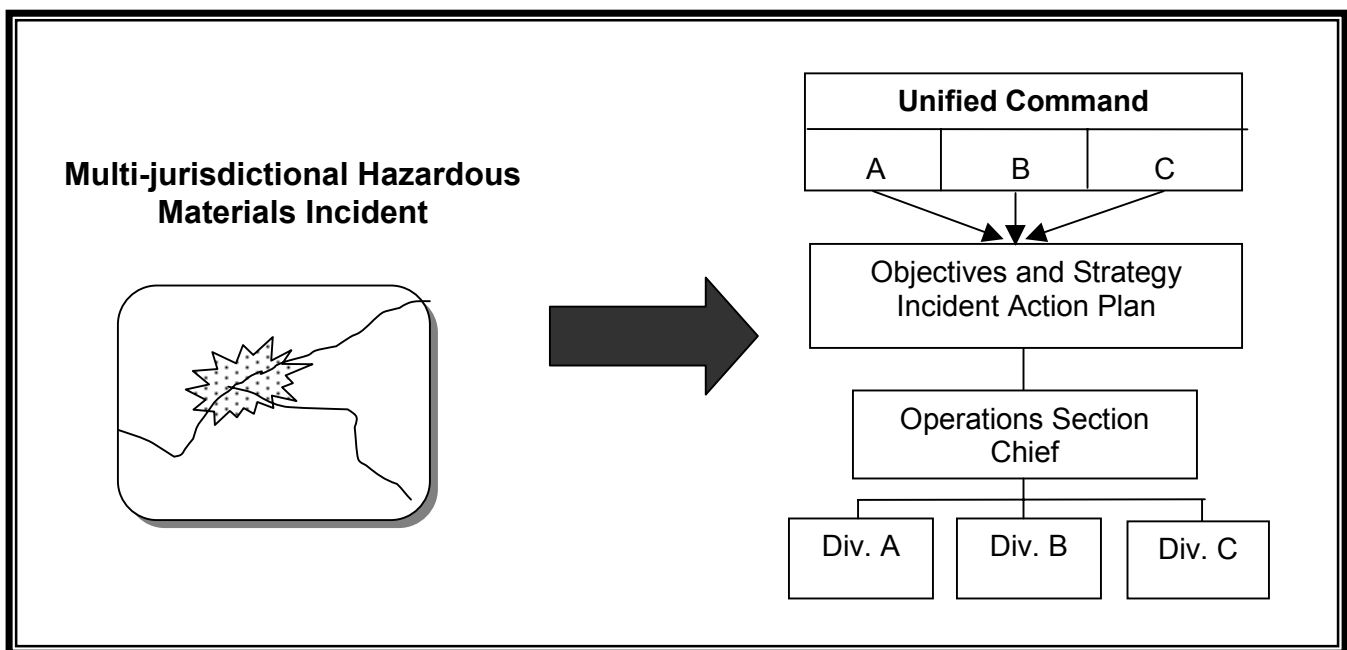 Multi-jurisdictional Hazardous
Materials Incident
Unified Command
A B C
Objectives and Strategy
Incident Action Plan
Operations Section
Chief
Div. A Div. B Div. C